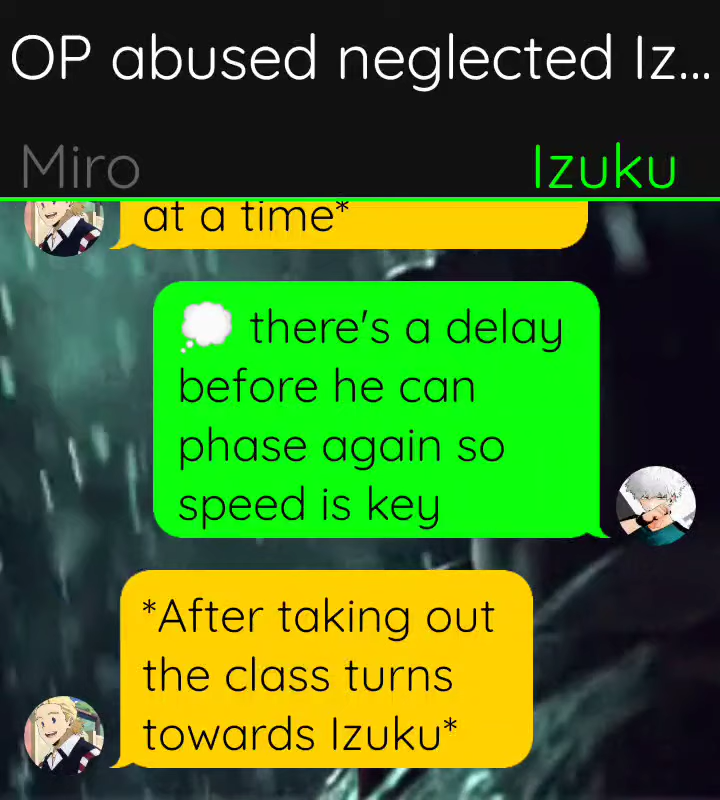 OP abused neglected Iz...
Miro
Izuku
at a time*
💭 there's a delay
before he can
phase again so
speed is key
*After taking out
the class turns
towards Izuku*